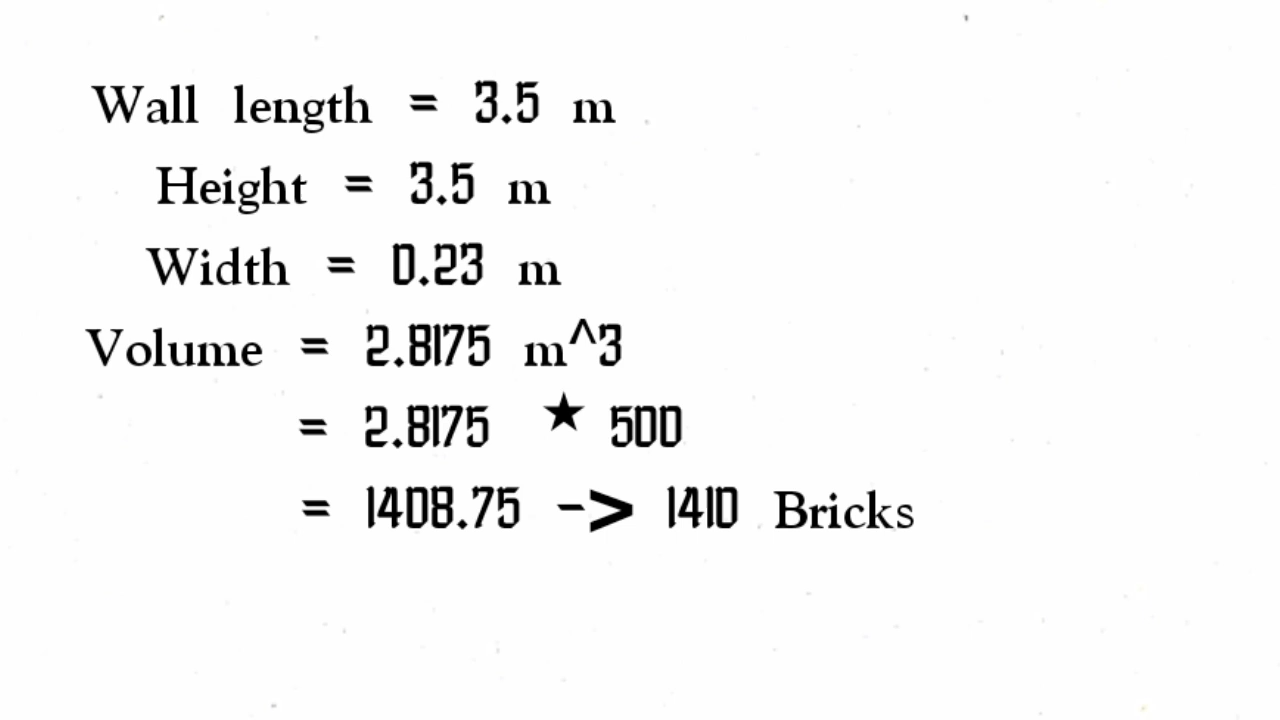 Wall length = 3.5 m
Height = 3.5 m
Width = 0.23 m
Volume = 2.8175 m^3
= 2.8175 ★ 500
= 1408.75 -> 1410 Bricks